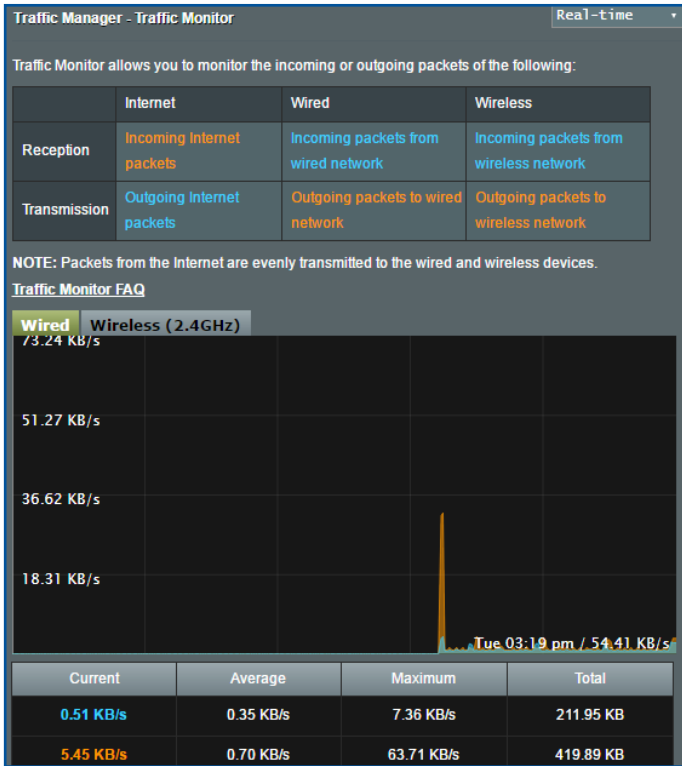 Traffic Manager - Traffic Monitor
Real-time
Traffic Monitor allows you to monitor the incoming or outgoing packets of the following:
Internet Wired Wireless
Reception
Incoming Internet packets
Incoming packets from wired network
Incoming packets from wireless network
Transmission
Outgoing Internet packets
Outgoing packets to wired network
Outgoing packets to wireless network
NOTE: Packets from the Internet are evenly transmitted to the wired and wireless devices.
Traffic Monitor FAQ
Wired Wireless (2.4GHz)
73.24 KB/s
51.27 KB/s
36.62 KB/s
18.31 KB/s
Tue 03:19 pm / 54.41 KB/s
Current Average Maximum Total
0.51 KB/s 0.35 KB/s 7.36 KB/s 211.95 KB
5.45 KB/s 0.70 KB/s 63.71 KB/s 419.89 KB